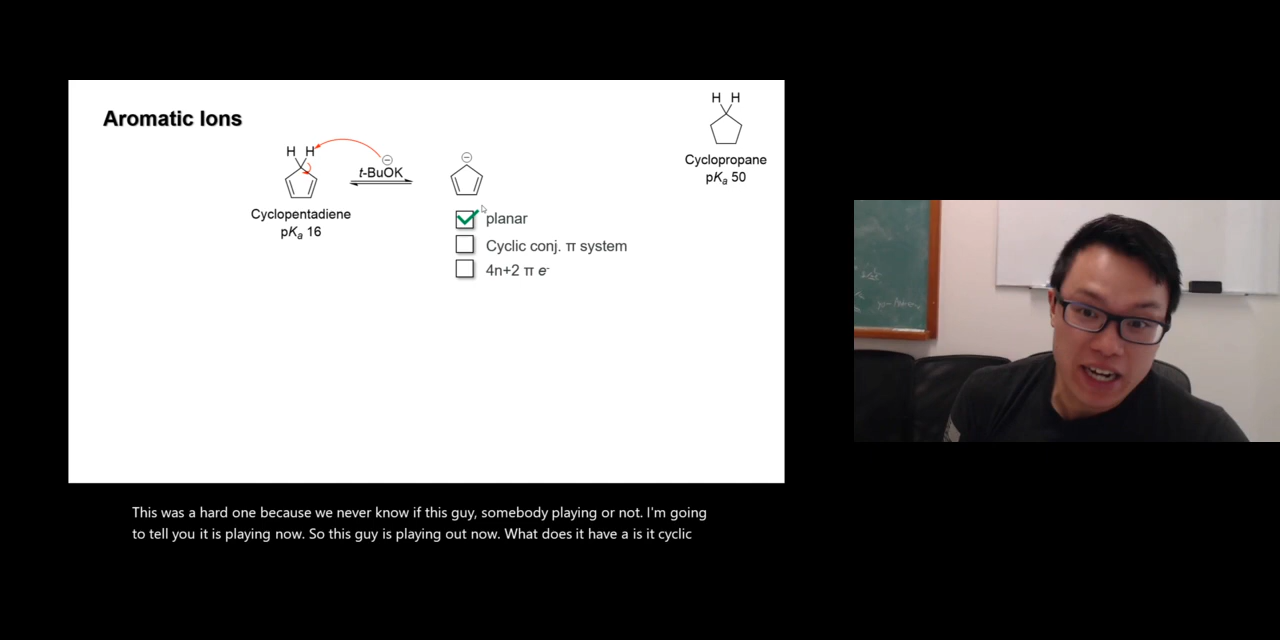 Aromatic Ions
H H
Cyclopropane
pKa 50
H H
⊖
t-BuOK
⊖
Cyclopentadiene
pKa 16
planar
Cyclic conj. π system
4n+2 π e-
This was a hard one because we never know if this guy, somebody playing or not. I'm going
to tell you it is playing now. So this guy is playing out now. What does it have a is it cyclic